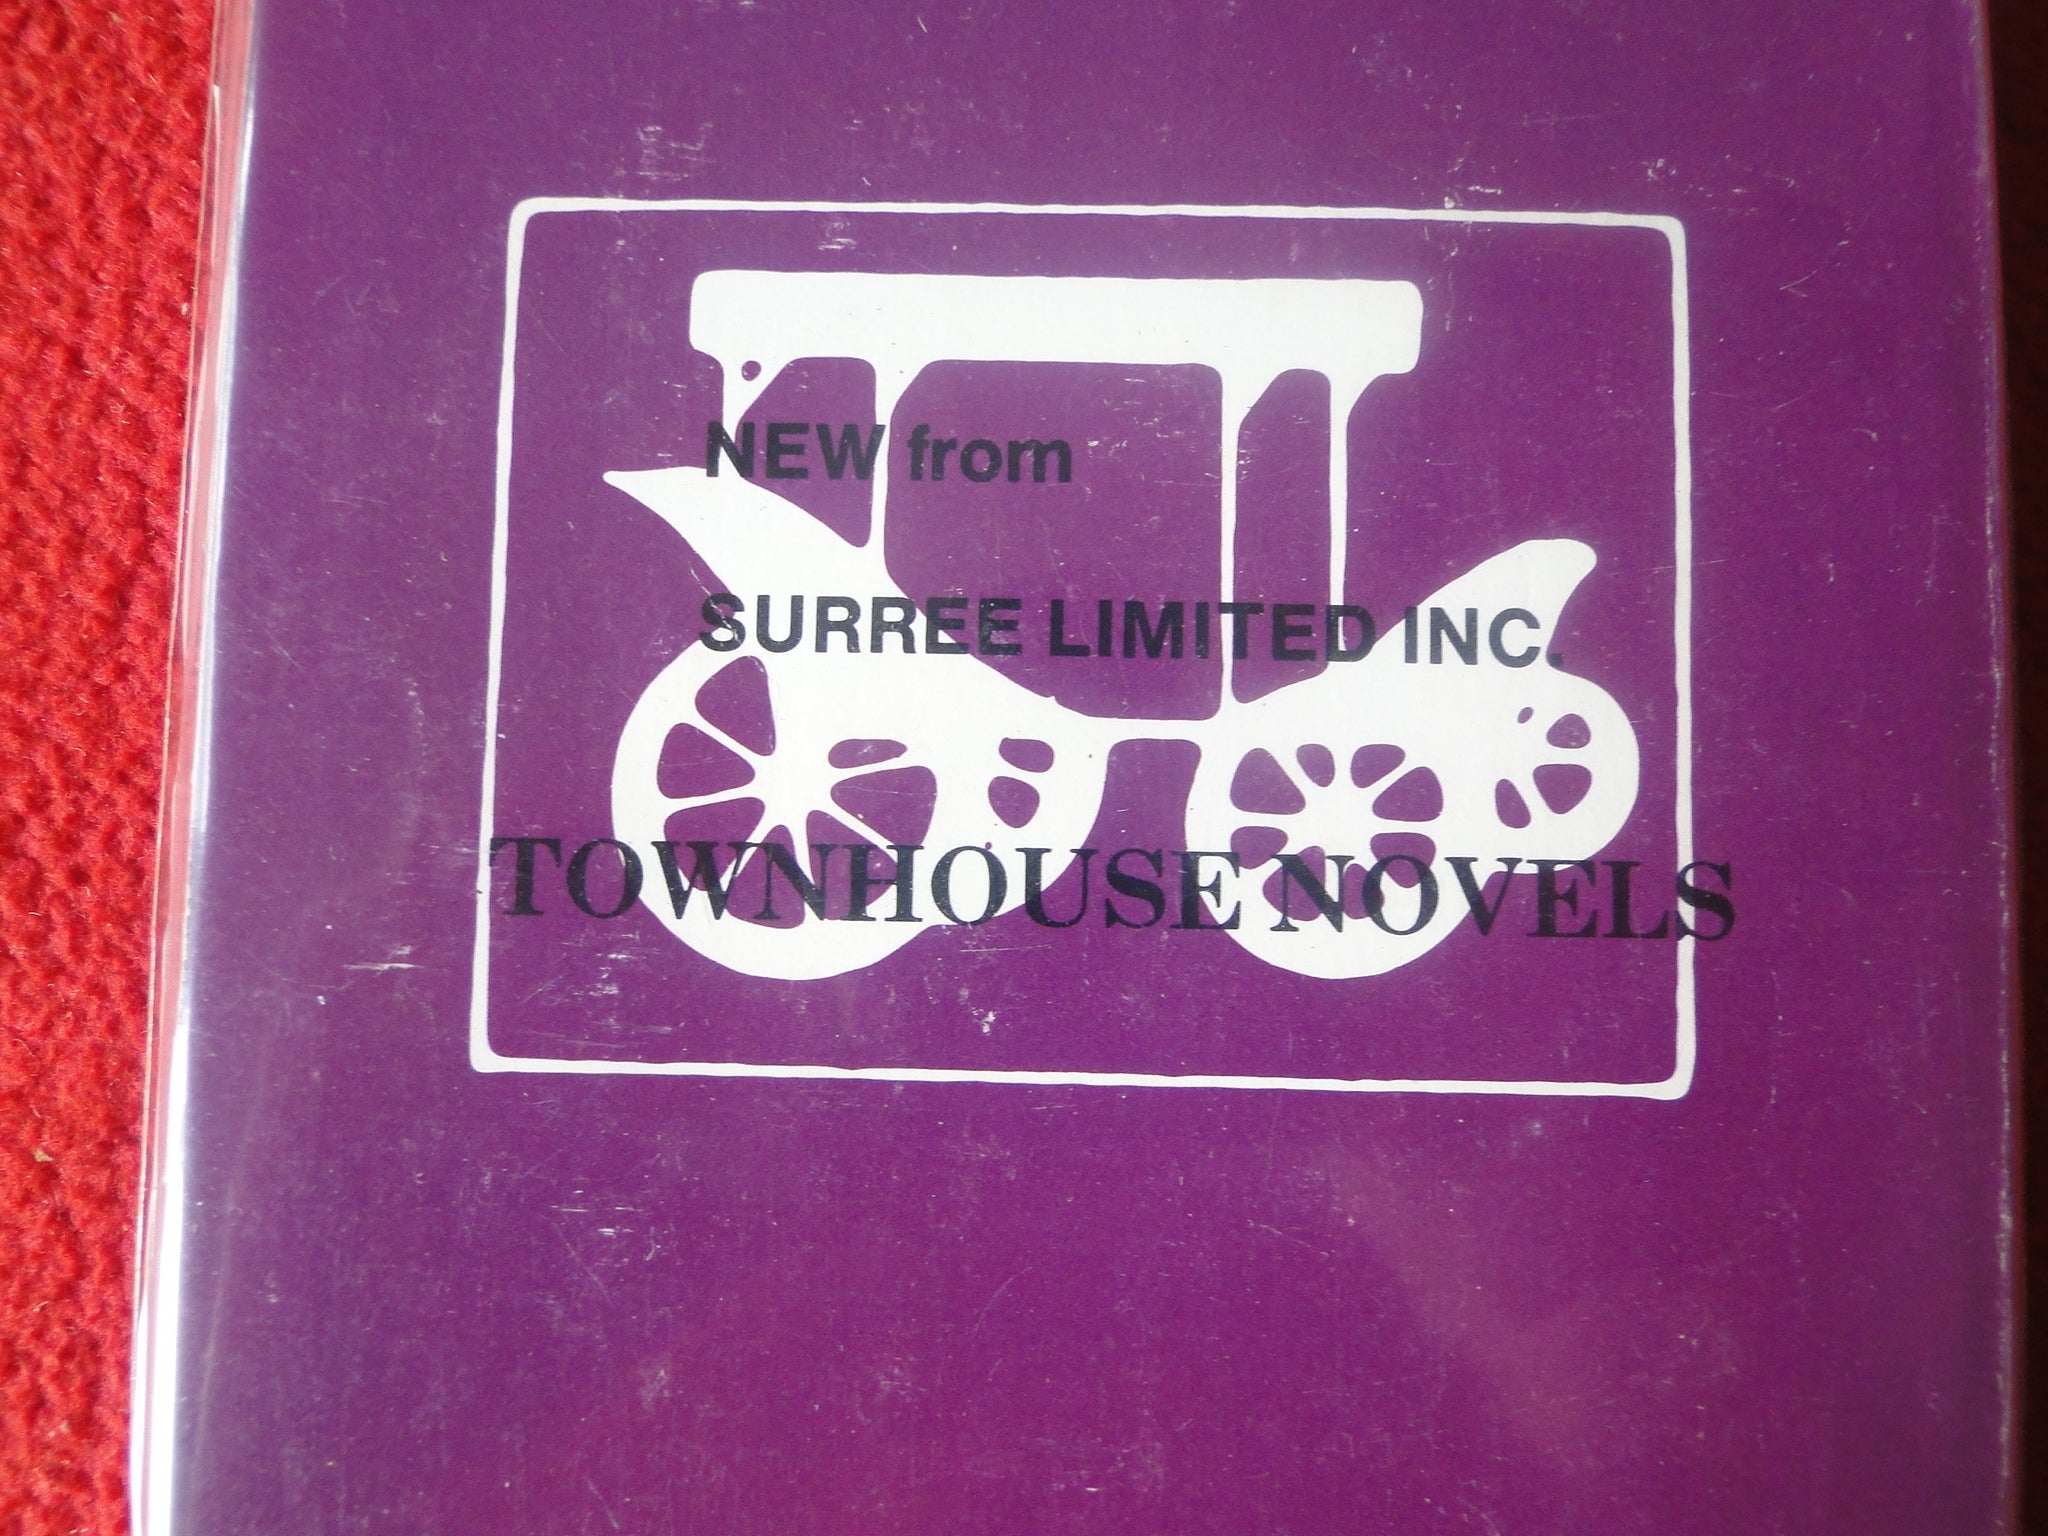 NEW from
SURREE LIMITED INC.
TOWNHOUSE NOVELS